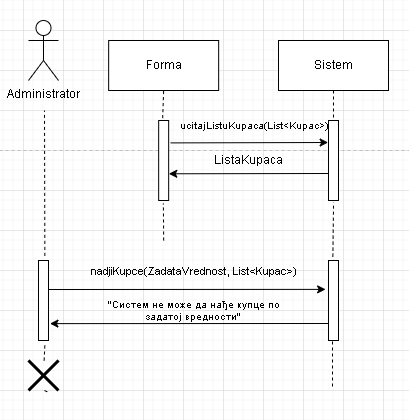 Forma
Sistem
Administrator
ucitajListuKupaca(List<Kupac>)
ListaKupaca
nadjiKupce(ZadataVrednost, List<Kupac>)
"Систем не може да нађе купце по
задатој вредности"